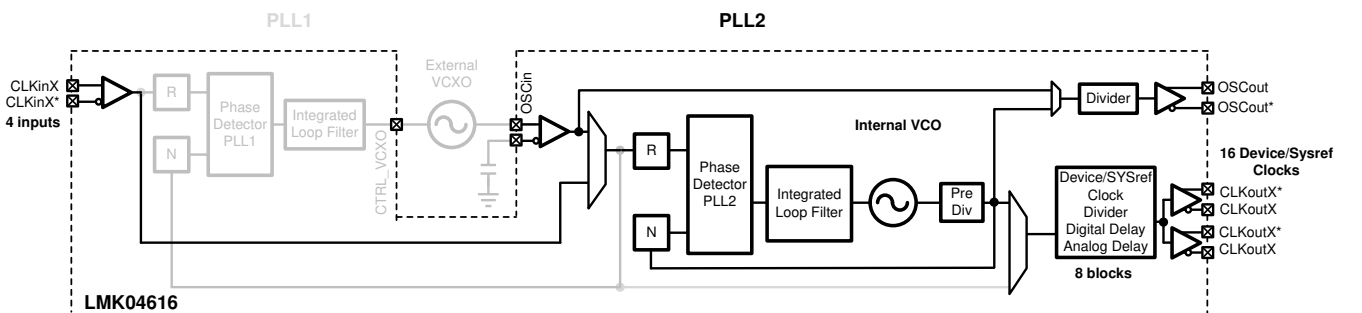 PLL1
PLL2
CLKinX
CLKinX*
4 inputs
R
N
Phase
Detector
PLL1
Integrated
Loop Filter
CTRL_VCXO
External
VCXO
OSCin
R
N
Phase
Detector
PLL2
Integrated
Loop Filter
Internal VCO
Pre
Div
Divider
OSCout
OSCout*
Device/SYSref
Clock
Divider
Digital Delay
Analog Delay
8 blocks
16 Device/Sysref
Clocks
CLKoutX*
CLKoutX
CLKoutX*
CLKoutX
LMK04616